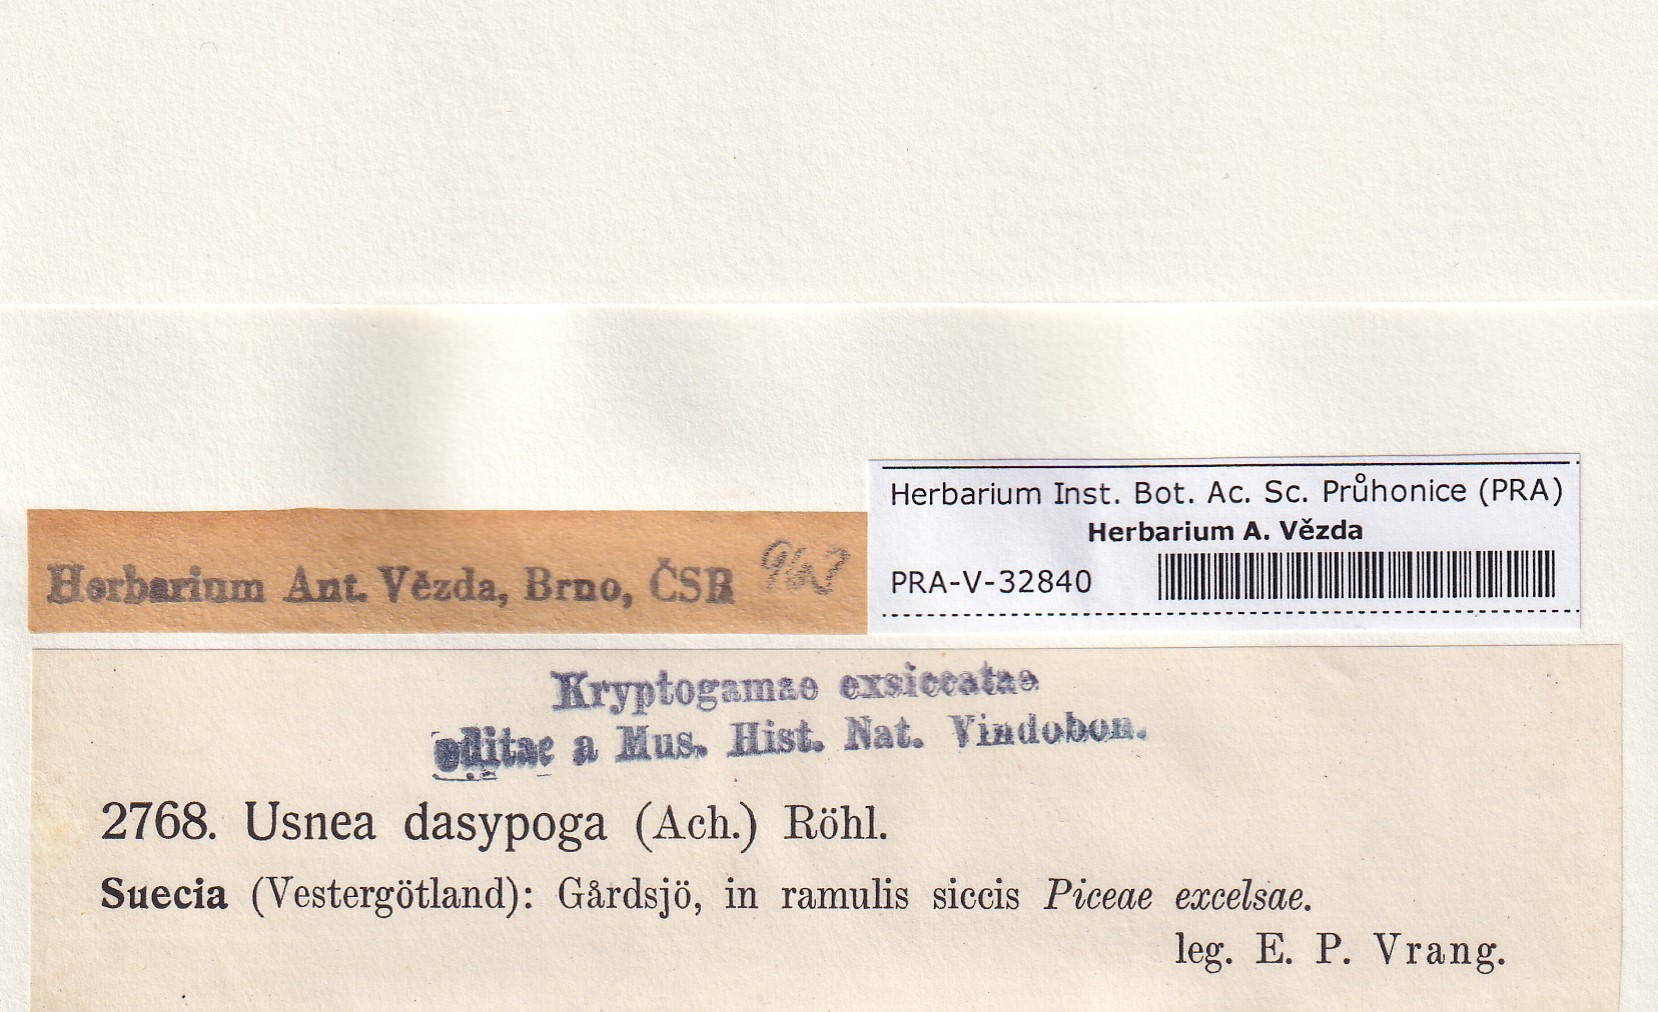 Herbarium Inst. Bot. Ac. Sc. Průhonice (PRA)
Herbarium A. Vězda
PRA-V-32840
Herbarium Ant. Vězda, Brno, ČSR
Kryptogamae exsiccatae
editae a Mus. Hist. Nat. Vindobon.
2768. Usnea dasypoga (Ach.) Röhl.
Suecia (Vestergötland): Gårdsjö, in ramulis siccis Piceae excelsae.
leg. E. P. Vrang.